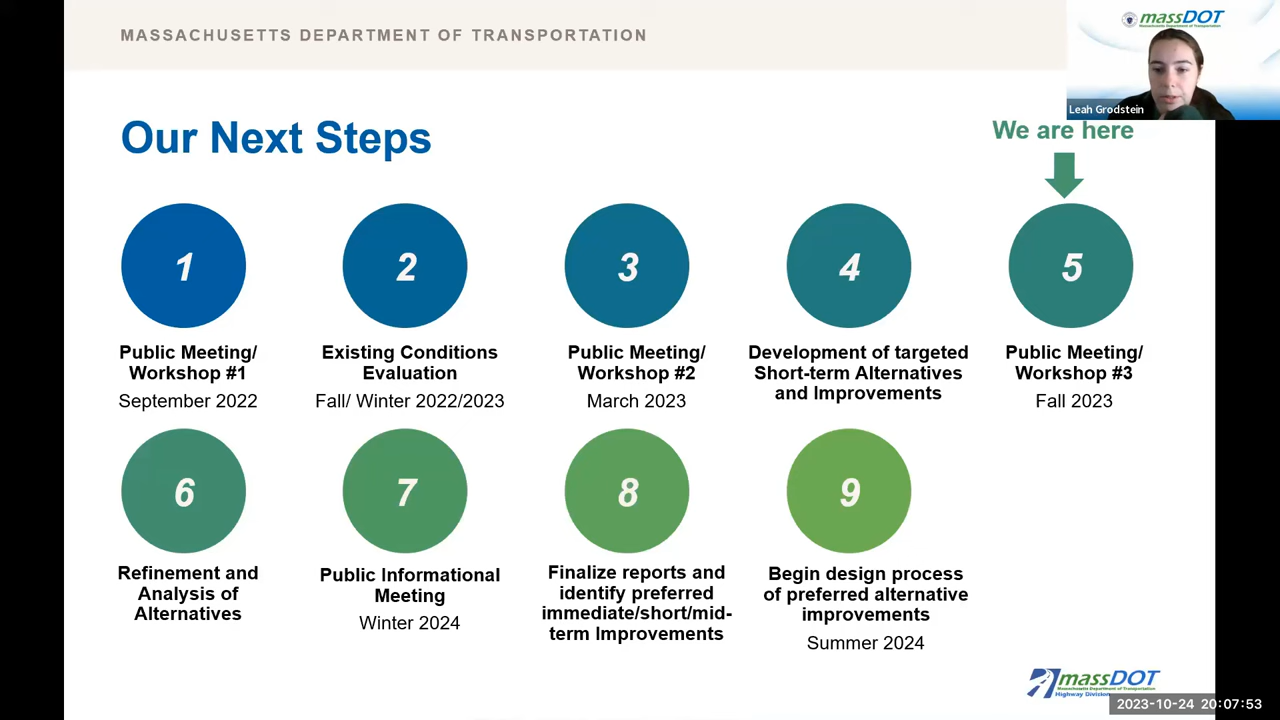 MASSACHUSETTS DEPARTMENT OF TRANSPORTATION
massDOT
Massachusetts Department of Transportation
Leah Grodstein
Our Next Steps
We are here
1
2
3
4
5
Public Meeting/
Workshop #1
September 2022
Existing Conditions
Evaluation
Fall/ Winter 2022/2023
Public Meeting/
Workshop #2
March 2023
Development of targeted
Short-term Alternatives
and Improvements
Public Meeting/
Workshop #3
Fall 2023
6
7
8
9
Refinement and
Analysis of
Alternatives
Public Informational
Meeting
Winter 2024
Finalize reports and
identify preferred
immediate/short/mid-
term Improvements
Begin design process
of preferred alternative
improvements
Summer 2024
massDOT
Massachusetts Department of Transportation
Highway Division
2023-10-24 20:07:53